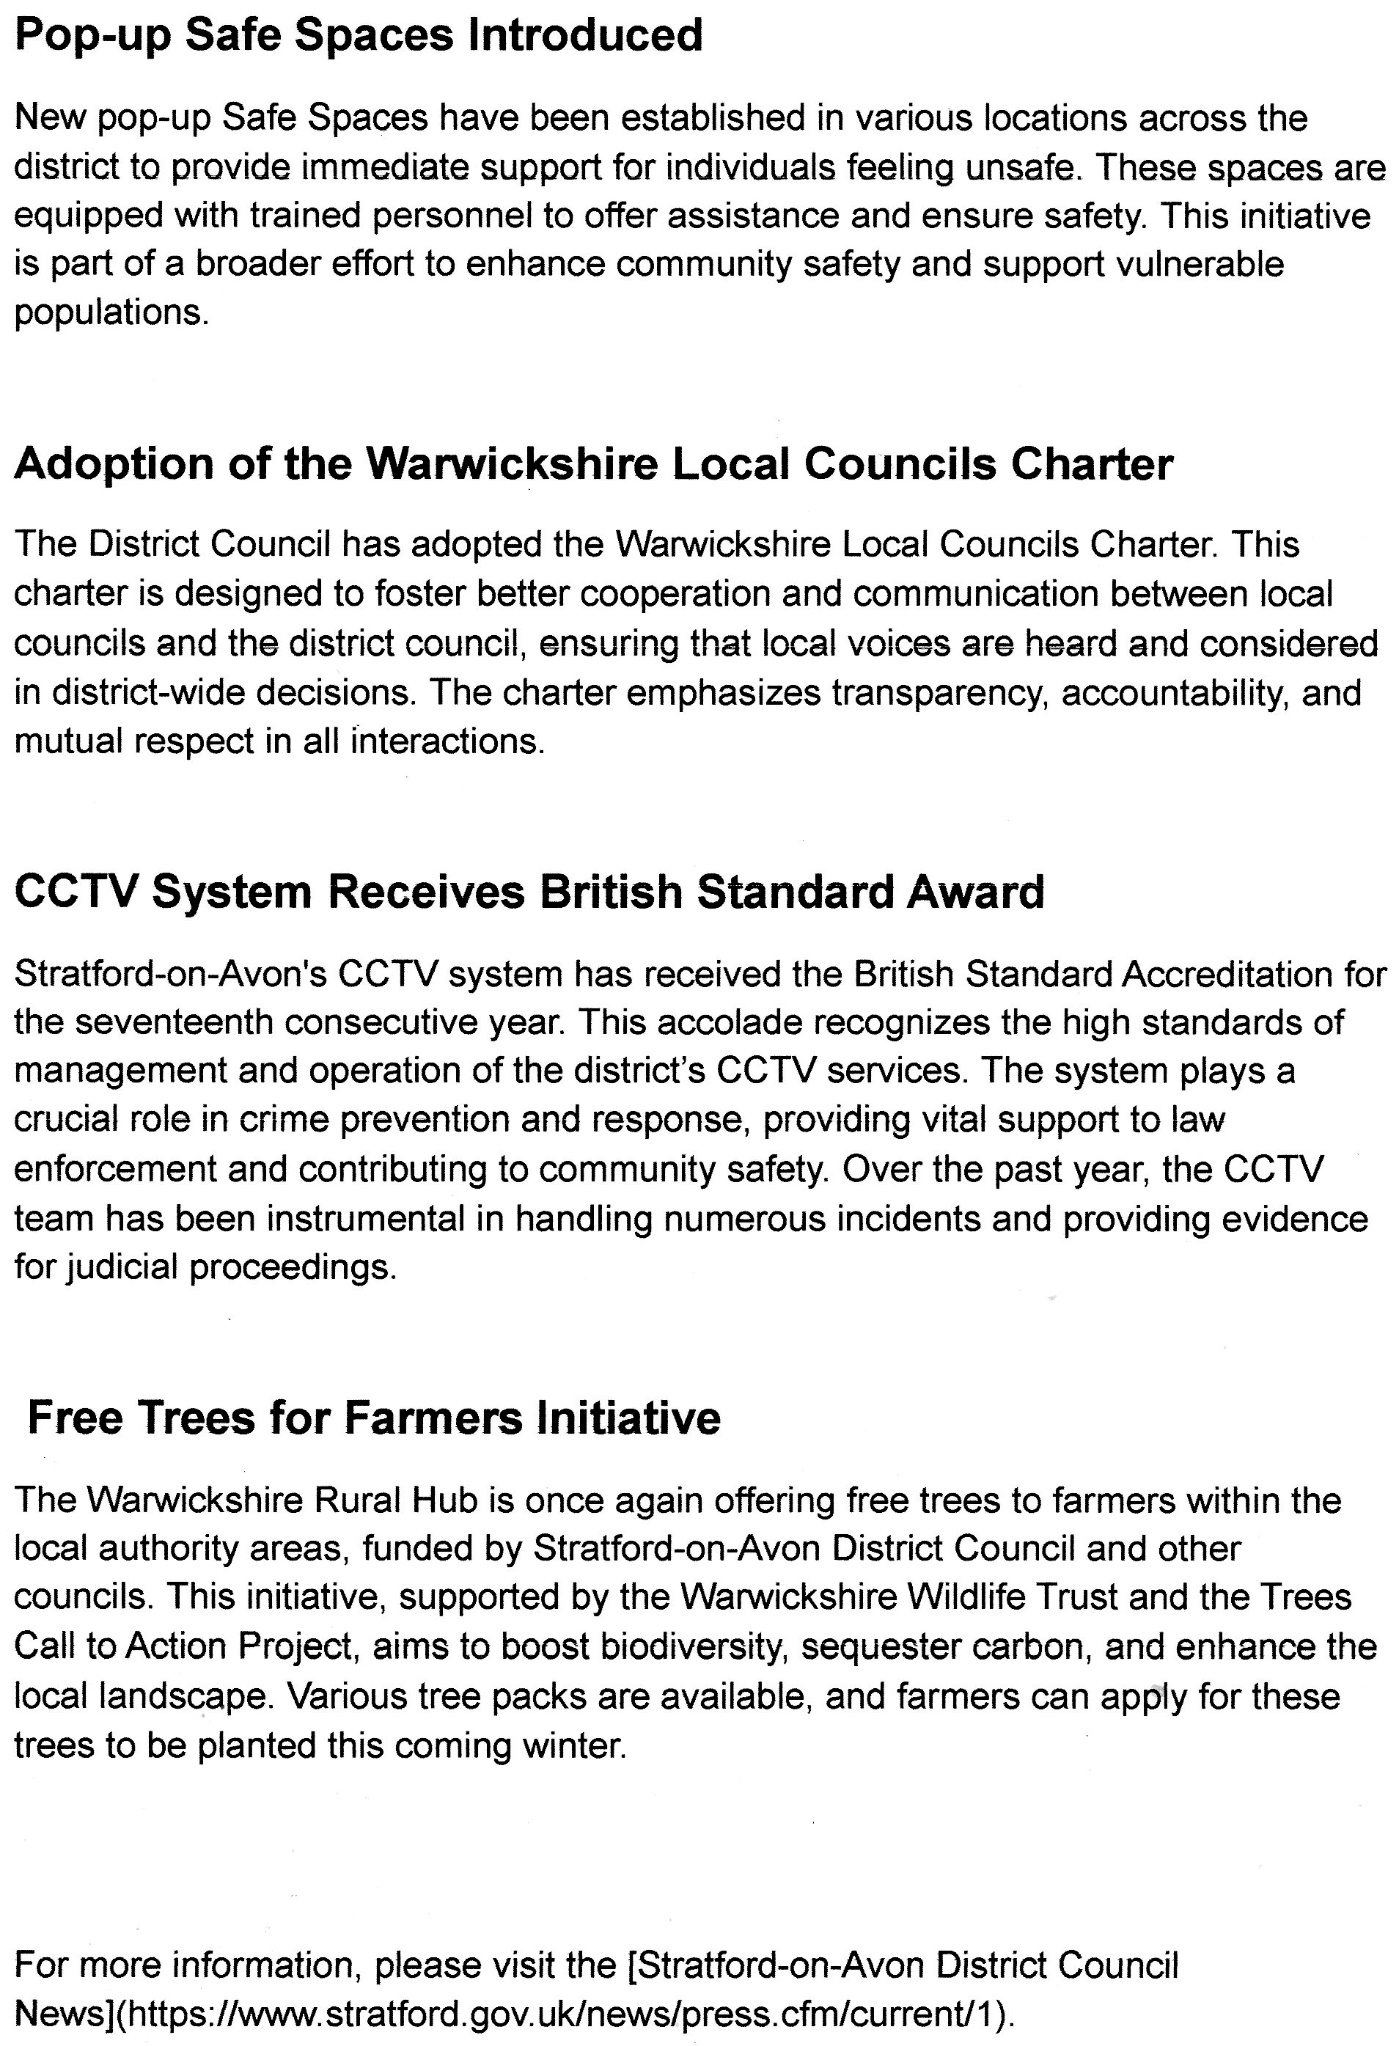 Pop-up Safe Spaces Introduced
New pop-up Safe Spaces have been established in various locations across the
district to provide immediate support for individuals feeling unsafe. These spaces are
equipped with trained personnel to offer assistance and ensure safety. This initiative
is part of a broader effort to enhance community safety and support vulnerable
populations.
Adoption of the Warwickshire Local Councils Charter
The District Council has adopted the Warwickshire Local Councils Charter. This
charter is designed to foster better cooperation and communication between local
councils and the district council, ensuring that local voices are heard and considered
in district-wide decisions. The charter emphasizes transparency, accountability, and
mutual respect in all interactions.
CCTV System Receives British Standard Award
Stratford-on-Avon's CCTV system has received the British Standard Accreditation for
the seventeenth consecutive year. This accolade recognizes the high standards of
management and operation of the district’s CCTV services. The system plays a
crucial role in crime prevention and response, providing vital support to law
enforcement and contributing to community safety. Over the past year, the CCTV
team has been instrumental in handling numerous incidents and providing evidence
for judicial proceedings.
Free Trees for Farmers Initiative
The Warwickshire Rural Hub is once again offering free trees to farmers within the
local authority areas, funded by Stratford-on-Avon District Council and other
councils. This initiative, supported by the Warwickshire Wildlife Trust and the Trees
Call to Action Project, aims to boost biodiversity, sequester carbon, and enhance the
local landscape. Various tree packs are available, and farmers can apply for these
trees to be planted this coming winter.
For more information, please visit the [Stratford-on-Avon District Council
News](https://www.stratford.gov.uk/news/press.cfm/current/1).